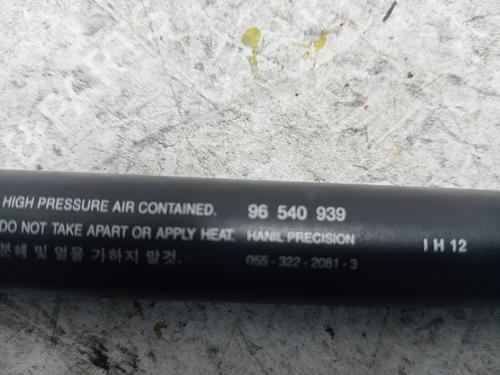 HIGH PRESSURE AIR CONTAINED. 96 540 939
DO NOT TAKE APART OR APPLY HEAT. HANIL PRECISION I H 12
분해 및 열을 가하지 말것. 055-322-2081-3